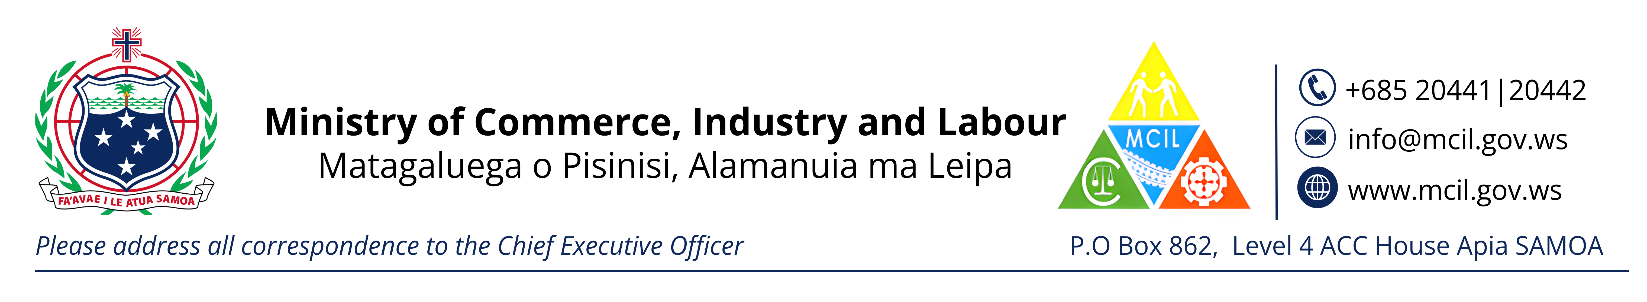 FA'AVAE I LE ATUA SAMOA
Ministry of Commerce, Industry and Labour
Matagaluega o Pisinisi, Alamanuia ma Leipa
MCIL
+685 20441|20442
info@mcil.gov.ws
www.mcil.gov.ws
Please address all correspondence to the Chief Executive Officer
P.O Box 862, Level 4 ACC House Apia SAMOA